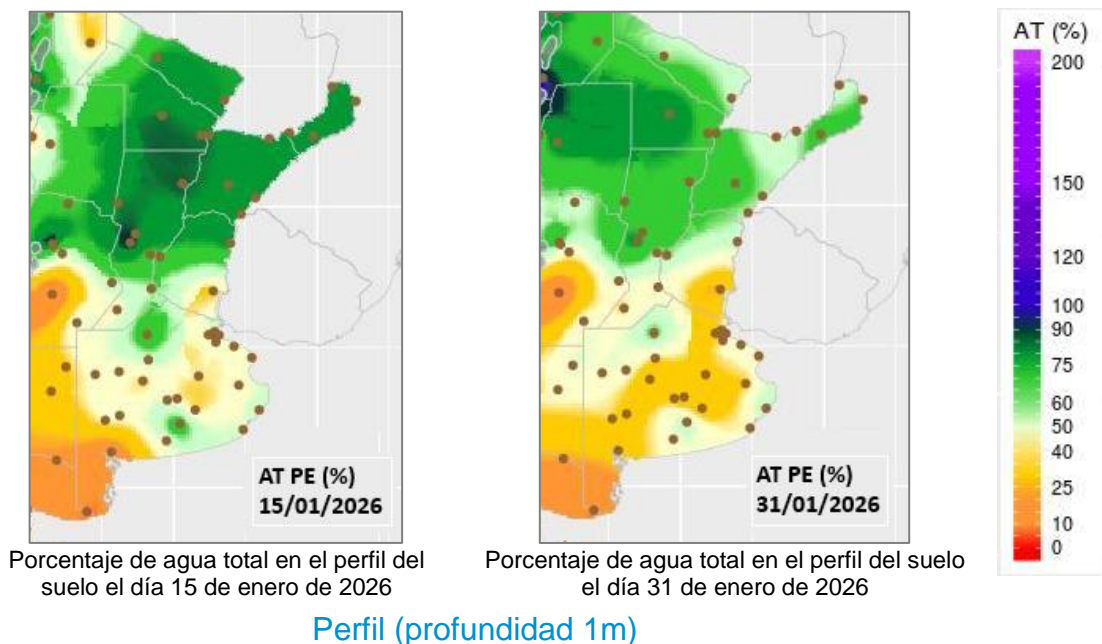 AT PE (%)
15/01/2026
AT PE (%)
31/01/2026
AT (%)
200
150
120
100
90
75
60
50
40
25
10
0
Porcentaje de agua total en el perfil del
suelo el día 15 de enero de 2026
Porcentaje de agua total en el perfil del suelo
el día 31 de enero de 2026
Perfil (profundidad 1m)